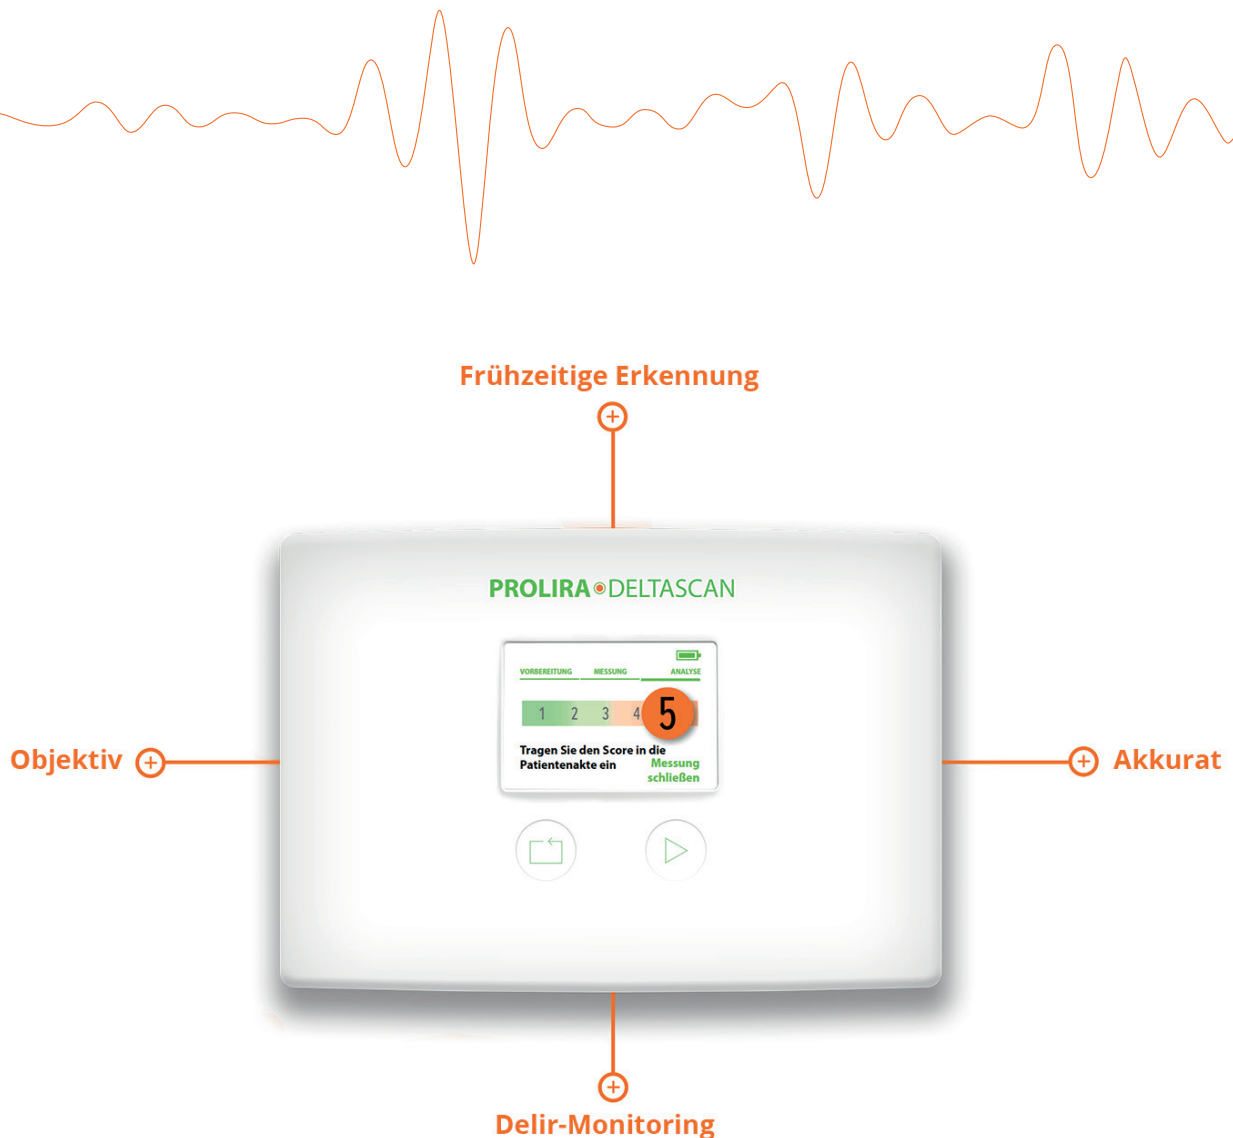 Frühzeitige Erkennung
PROLIRA DELTASCAN
VORBEREITUNG MESSUNG ANALYSE
1 2 3 4 5
Tragen Sie den Score in die
Patientenakte ein
Messung
schließen
Objektiv
Akkurat
Delir-Monitoring